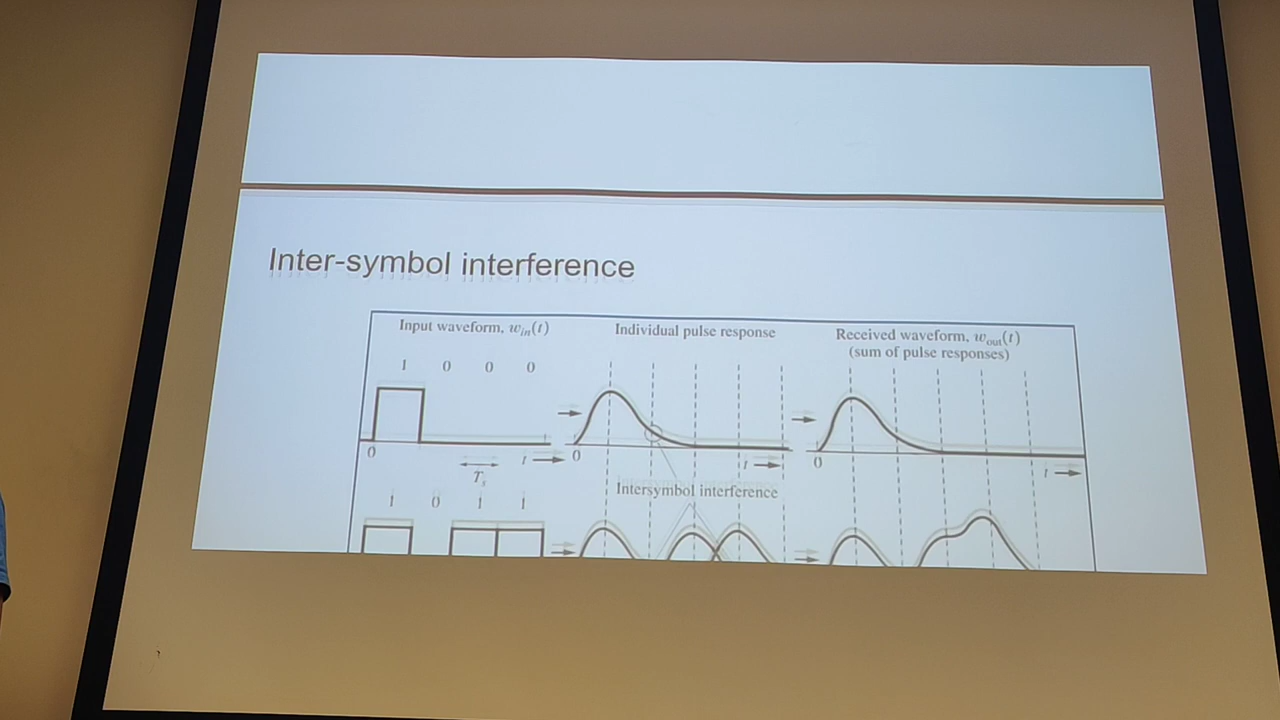 Inter-symbol interference
Input waveform, w_in(t)
Individual pulse response
Received waveform, w_out(t)
(sum of pulse responses)
1 0 0 0
0
T_s
t
0
t
0
t
Intersymbol interference
1 0 1 1